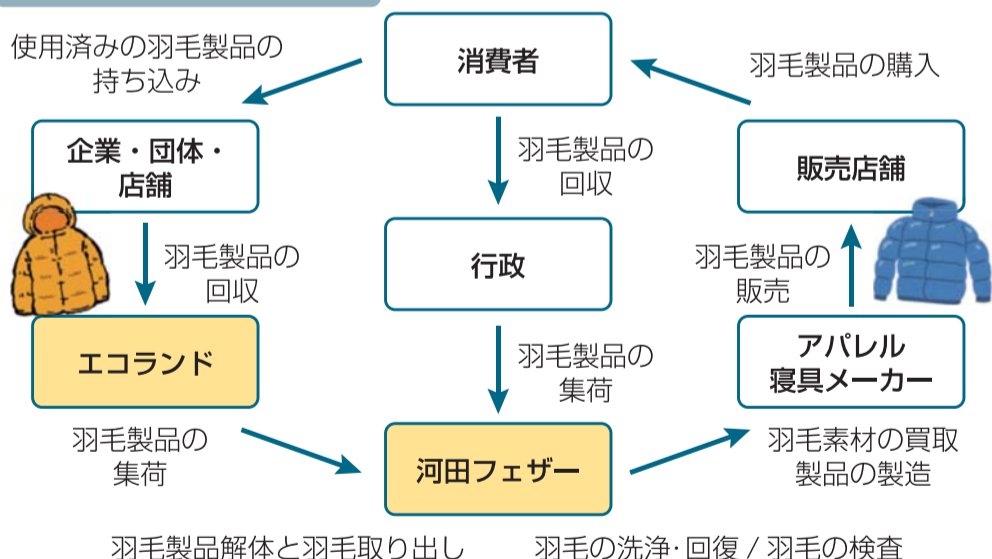 消費者
使用済みの羽毛製品の
持ち込み
羽毛製品の購入
企業・団体・
店舗
羽毛製品の
回収
販売店舗
羽毛製品の
回収
行政
羽毛製品の
販売
エコランド
羽毛製品の
集荷
アパレル
寝具メーカー
羽毛製品の
集荷
河田フェザー
羽毛素材の買取
製品の製造
羽毛製品解体と羽毛取り出し
羽毛の洗浄・回復 / 羽毛の検査